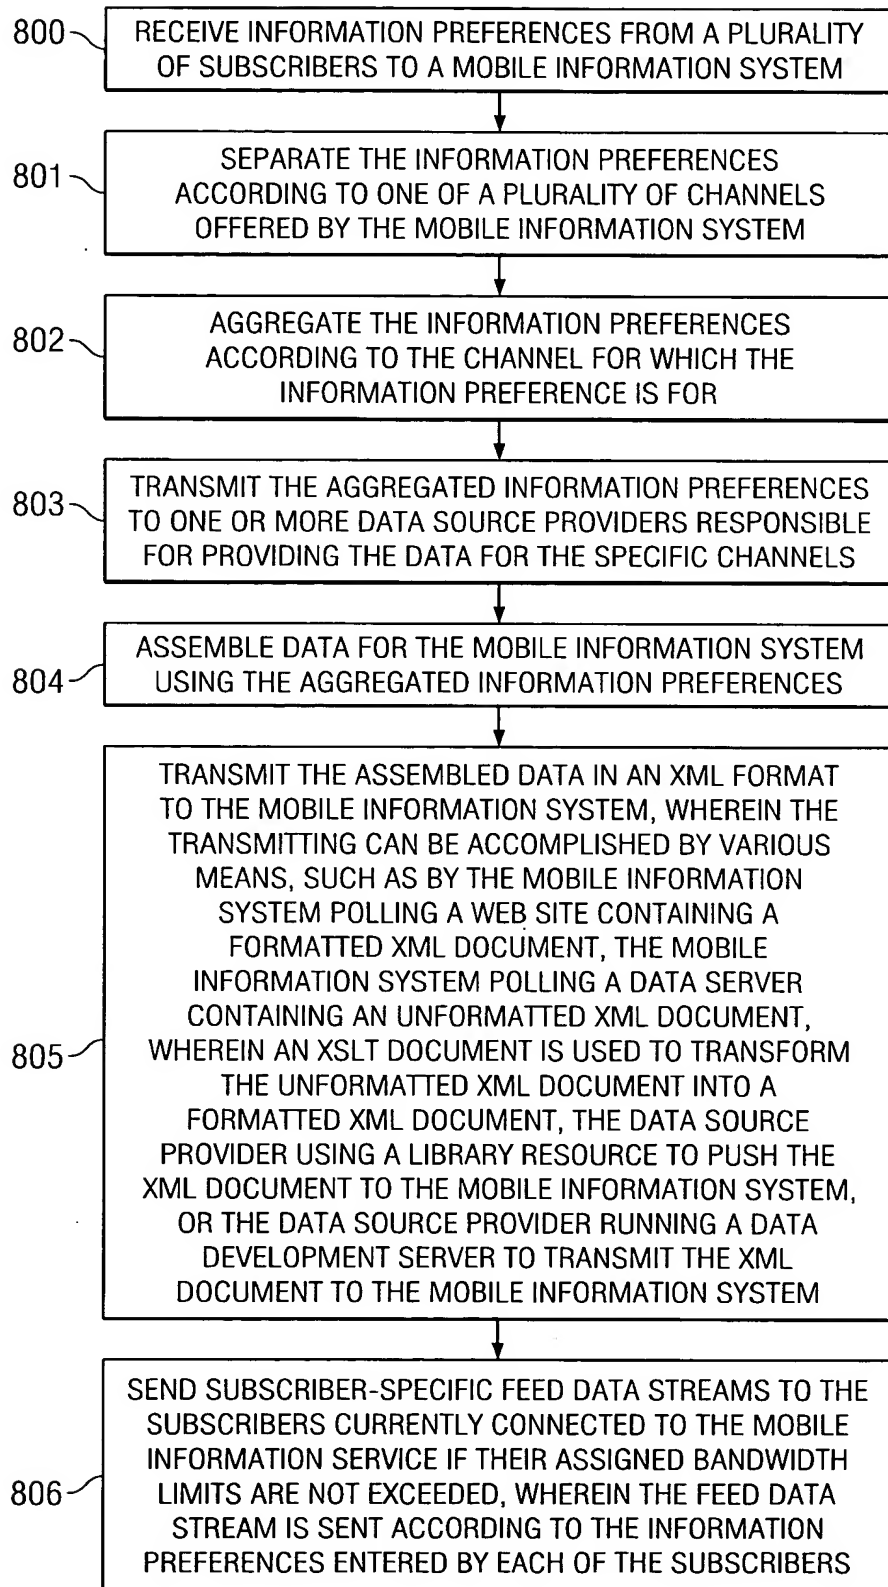 800
RECEIVE INFORMATION PREFERENCES FROM A PLURALITY
OF SUBSCRIBERS TO A MOBILE INFORMATION SYSTEM
801
SEPARATE THE INFORMATION PREFERENCES
ACCORDING TO ONE OF A PLURALITY OF CHANNELS
OFFERED BY THE MOBILE INFORMATION SYSTEM
802
AGGREGATE THE INFORMATION PREFERENCES
ACCORDING TO THE CHANNEL FOR WHICH THE
INFORMATION PREFERENCE IS FOR
803
TRANSMIT THE AGGREGATED INFORMATION PREFERENCES
TO ONE OR MORE DATA SOURCE PROVIDERS RESPONSIBLE
FOR PROVIDING THE DATA FOR THE SPECIFIC CHANNELS
804
ASSEMBLE DATA FOR THE MOBILE INFORMATION SYSTEM
USING THE AGGREGATED INFORMATION PREFERENCES
805
TRANSMIT THE ASSEMBLED DATA IN AN XML FORMAT
TO THE MOBILE INFORMATION SYSTEM, WHEREIN THE
TRANSMITTING CAN BE ACCOMPLISHED BY VARIOUS
MEANS, SUCH AS BY THE MOBILE INFORMATION
SYSTEM POLLING A WEB SITE CONTAINING A
FORMATTED XML DOCUMENT, THE MOBILE
INFORMATION SYSTEM POLLING A DATA SERVER
CONTAINING AN UNFORMATTED XML DOCUMENT,
WHEREIN AN XSLT DOCUMENT IS USED TO TRANSFORM
THE UNFORMATTED XML DOCUMENT INTO A
FORMATTED XML DOCUMENT, THE DATA SOURCE
PROVIDER USING A LIBRARY RESOURCE TO PUSH THE
XML DOCUMENT TO THE MOBILE INFORMATION SYSTEM,
OR THE DATA SOURCE PROVIDER RUNNING A DATA
DEVELOPMENT SERVER TO TRANSMIT THE XML
DOCUMENT TO THE MOBILE INFORMATION SYSTEM
806
SEND SUBSCRIBER-SPECIFIC FEED DATA STREAMS TO THE
SUBSCRIBERS CURRENTLY CONNECTED TO THE MOBILE
INFORMATION SERVICE IF THEIR ASSIGNED BANDWIDTH
LIMITS ARE NOT EXCEEDED, WHEREIN THE FEED DATA
STREAM IS SENT ACCORDING TO THE INFORMATION
PREFERENCES ENTERED BY EACH OF THE SUBSCRIBERS